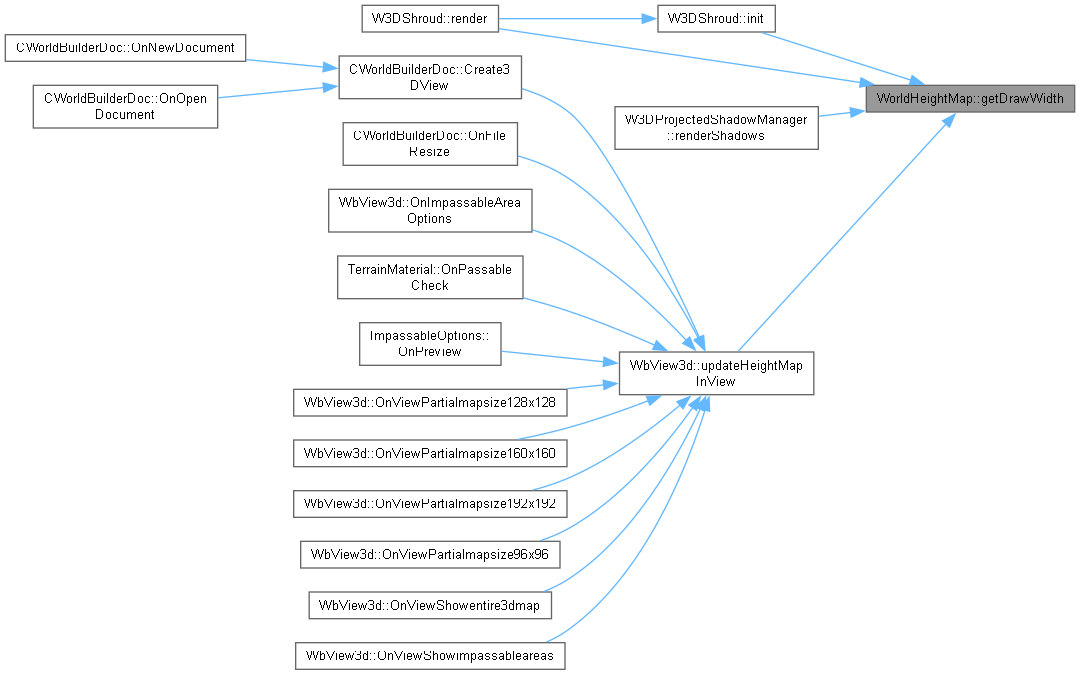 W3DShroud::render
W3DShroud::init
CWorldBuilderDoc::OnNewDocument
CWorldBuilderDoc::Create3
DView
CWorldBuilderDoc::OnOpen
Document
WorldHeightMap::getDrawWidth
W3DProjectedShadowManager
::renderShadows
CWorldBuilderDoc::OnFile
Resize
WbView3d::OnImpassableArea
Options
TerrainMaterial::OnPassable
Check
ImpassableOptions::
OnPreview
WbView3d::updateHeightMap
InView
WbView3d::OnViewPartialmapsize128x128
WbView3d::OnViewPartialmapsize160x160
WbView3d::OnViewPartialmapsize192x192
WbView3d::OnViewPartialmapsize96x96
WbView3d::OnViewShowentire3dmap
WbView3d::OnViewShowimpassableareas